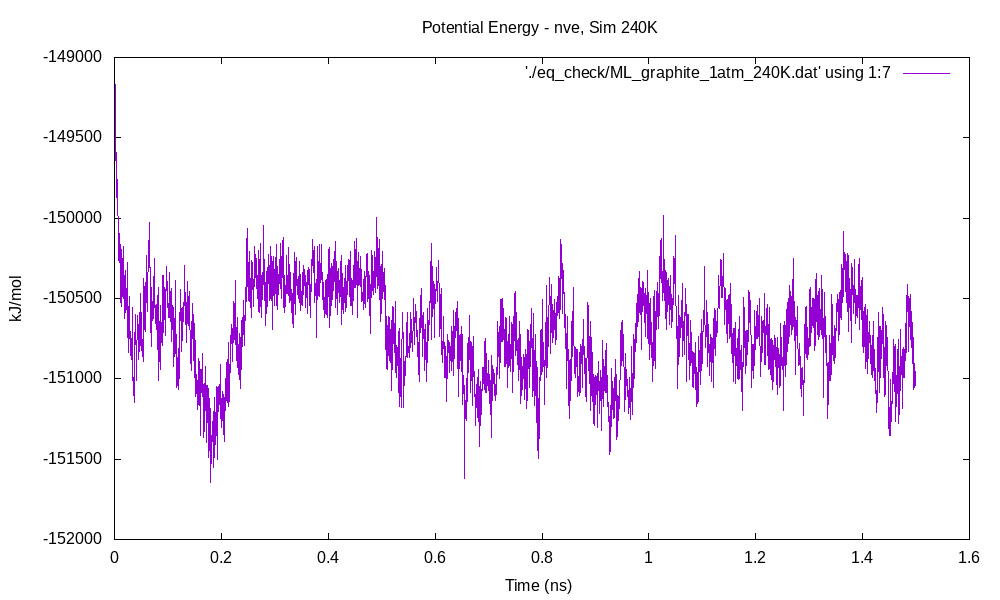 Potential Energy - nve, Sim 240K
'./eq_check/ML_graphite_1atm_240K.dat' using 1:7
kJ/mol
-149000
-149500
-150000
-150500
-151000
-151500
-152000
0 0.2 0.4 0.6 0.8 1 1.2 1.4 1.6
Time (ns)